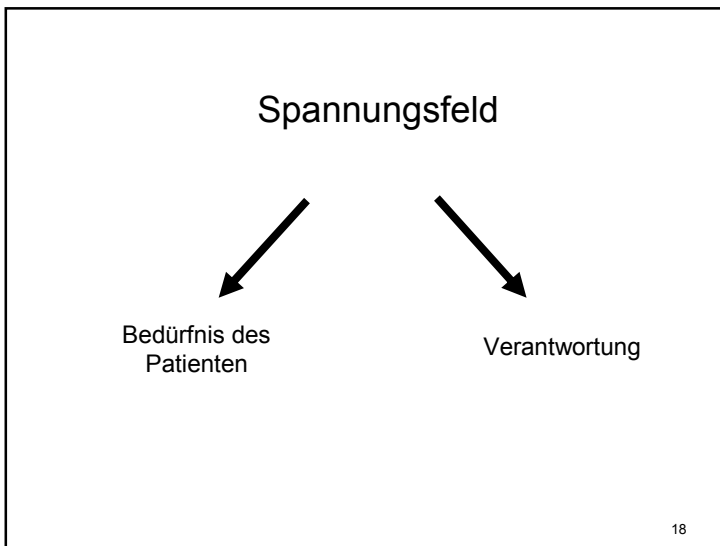 Spannungsfeld
Bedürfnis des
Patienten
Verantwortung
18